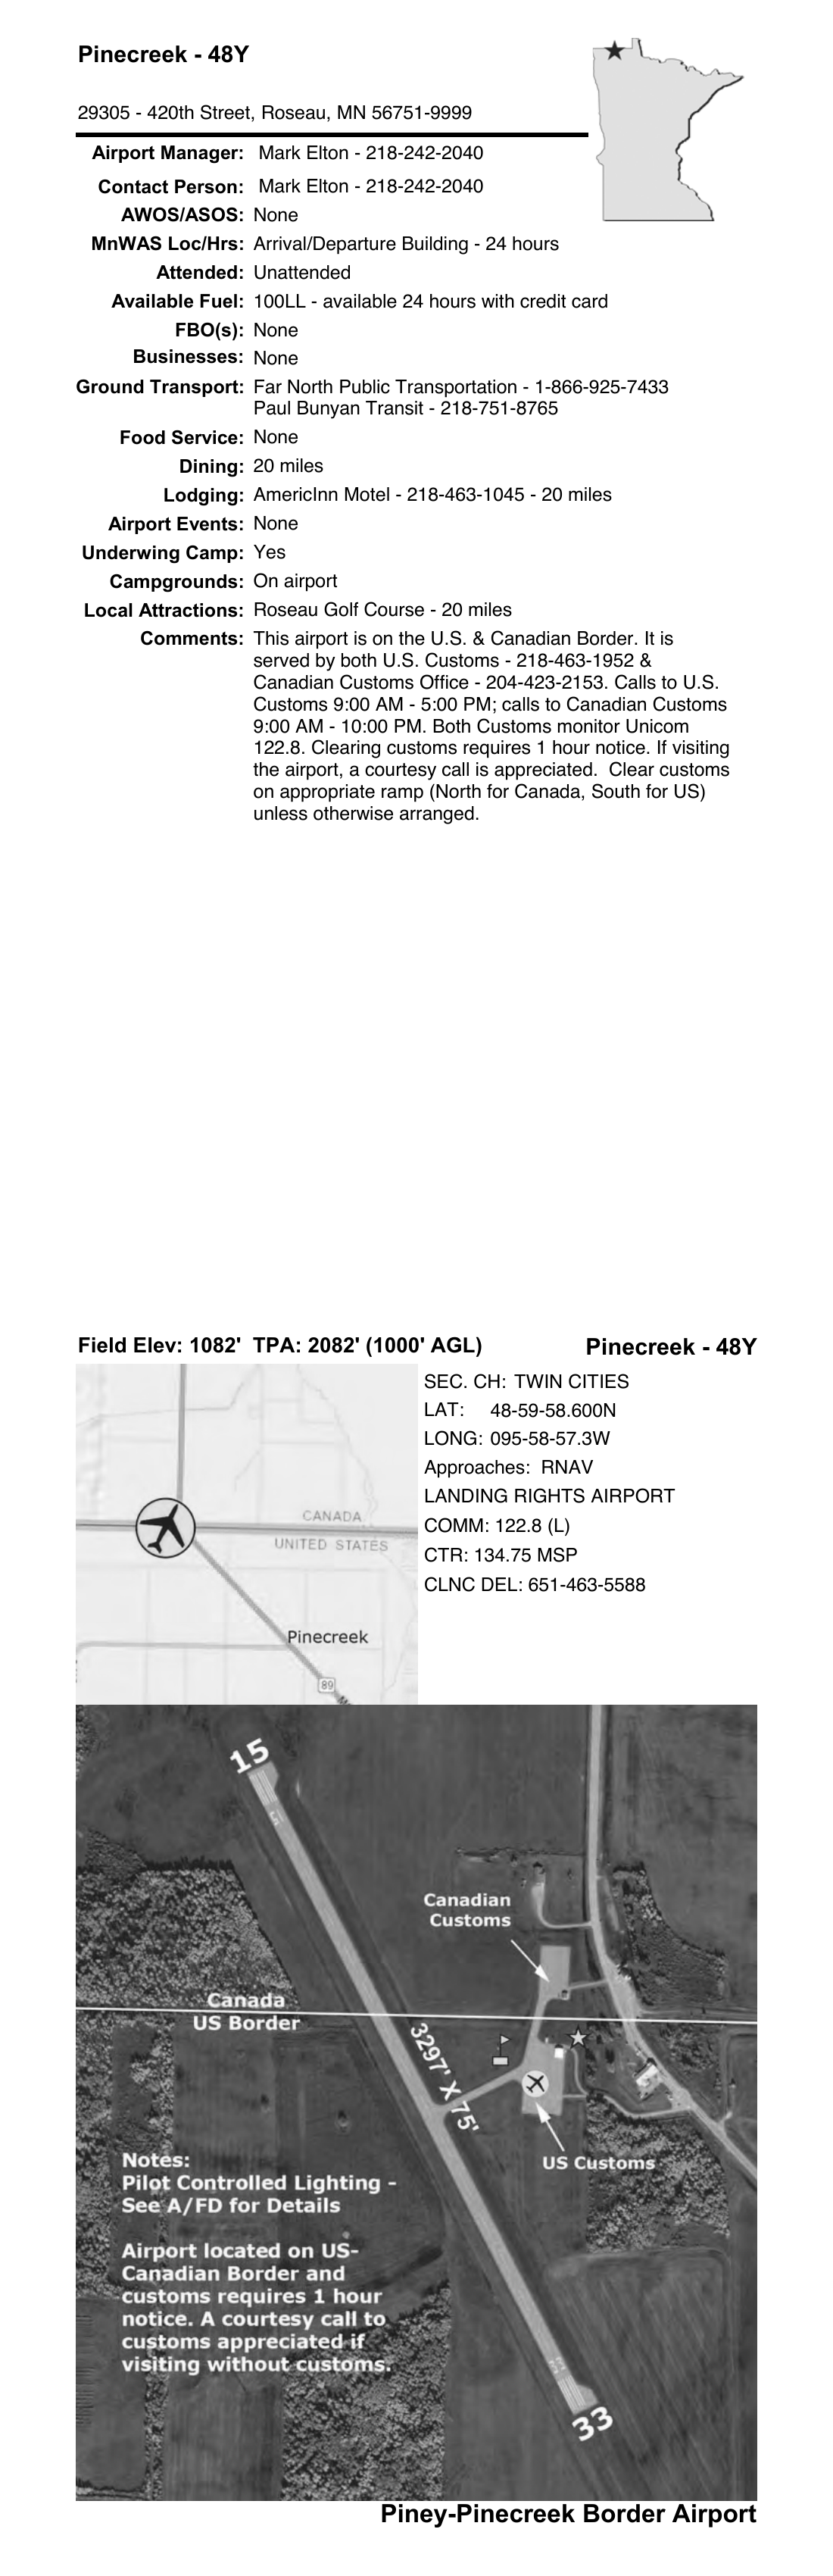 Pinecreek - 48Y
29305 - 420th Street, Roseau, MN 56751-9999
Airport Manager: Mark Elton - 218-242-2040
Contact Person: Mark Elton - 218-242-2040
AWOS/ASOS: None
MnWAS Loc/Hrs: Arrival/Departure Building - 24 hours
Attended: Unattended
Available Fuel: 100LL - available 24 hours with credit card
FBO(s): None
Businesses: None
Ground Transport: Far North Public Transportation - 1-866-925-7433
Paul Bunyan Transit - 218-751-8765
Food Service: None
Dining: 20 miles
Lodging: AmericInn Motel - 218-463-1045 - 20 miles
Airport Events: None
Underwing Camp: Yes
Campgrounds: On airport
Local Attractions: Roseau Golf Course - 20 miles
Comments: This airport is on the U.S. & Canadian Border. It is
served by both U.S. Customs - 218-463-1952 &
Canadian Customs Office - 204-423-2153. Calls to U.S.
Customs 9:00 AM - 5:00 PM; calls to Canadian Customs
9:00 AM - 10:00 PM. Both Customs monitor Unicom
122.8. Clearing customs requires 1 hour notice. If visiting
the airport, a courtesy call is appreciated. Clear customs
on appropriate ramp (North for Canada, South for US)
unless otherwise arranged.
Field Elev: 1082' TPA: 2082' (1000' AGL)
Pinecreek - 48Y
SEC. CH: TWIN CITIES
LAT: 48-59-58.600N
LONG: 095-58-57.3W
Approaches: RNAV
LANDING RIGHTS AIRPORT
COMM: 122.8 (L)
CTR: 134.75 MSP
CLNC DEL: 651-463-5588
CANADA
UNITED STATES
Pinecreek
89
15
Canadian
Customs
Canada
US Border
3297' X 75'
US Customs
Notes:
Pilot Controlled Lighting -
See A/FD for Details
Airport located on US-
Canadian Border and
customs requires 1 hour
notice. A courtesy call to
customs appreciated if
visiting without customs.
33
Piney-Pinecreek Border Airport